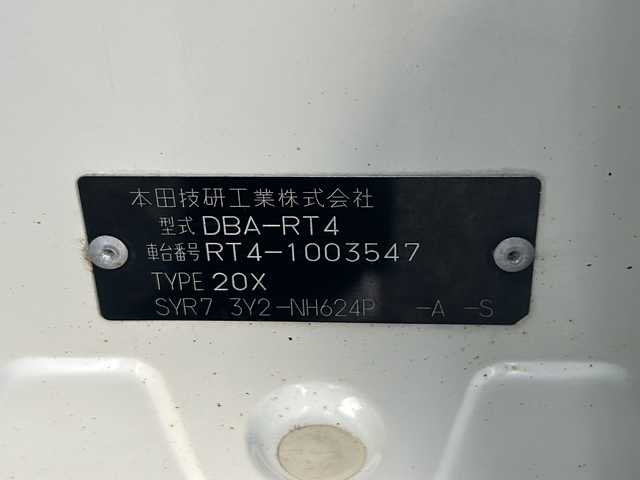 本田技研工業株式会社
型式 DBA-RT4
車台番号 RT4-1003547
TYPE 20X
SYR7 3Y2-NH624P -A -S